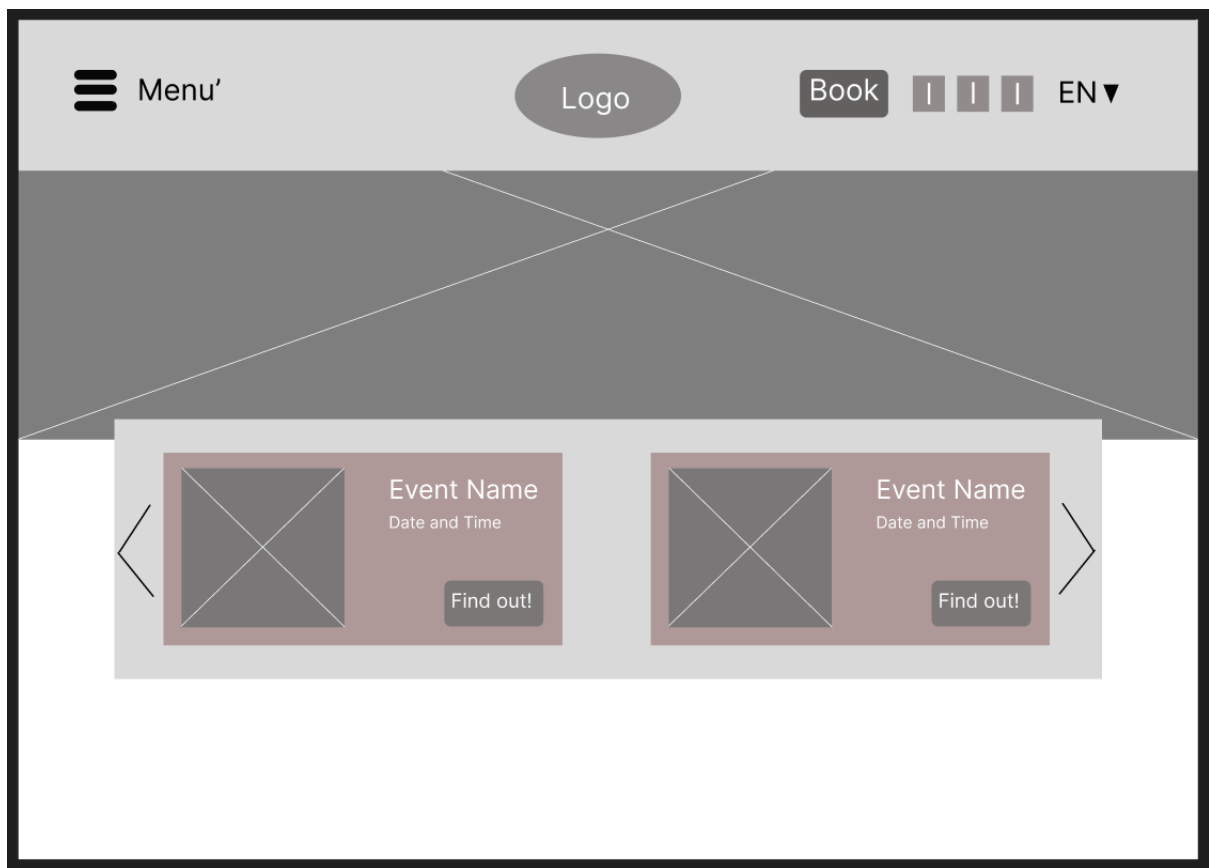 Menu’
Logo
Book
I I I
EN
Event Name
Date and Time
Find out!
Event Name
Date and Time
Find out!